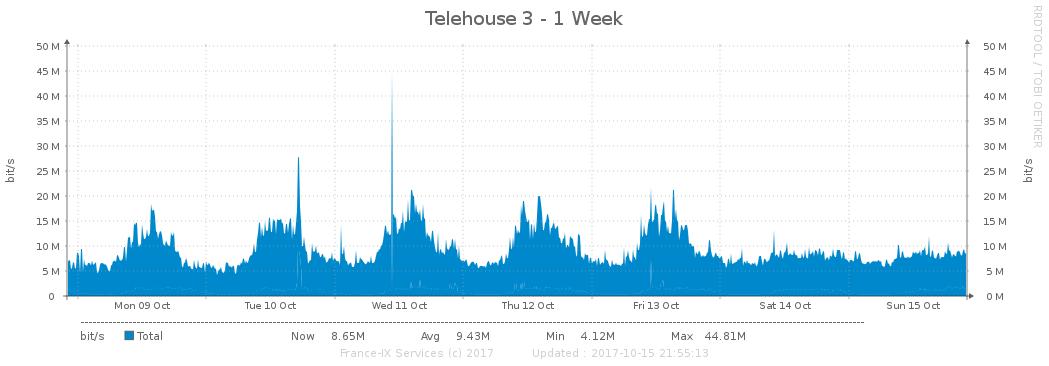 Telehouse 3 - 1 Week
RRDTOOL / TOBI OETIKER
50 M 50 M
45 M 45 M
40 M 40 M
35 M 35 M
30 M 30 M
25 M 25 M
20 M 20 M
15 M 15 M
10 M 10 M
5 M 5 M
0 0 M
bit/s bit/s
Mon 09 Oct Tue 10 Oct Wed 11 Oct Thu 12 Oct Fri 13 Oct Sat 14 Oct Sun 15 Oct
bit/s Total Now 8.65M Avg 9.43M Min 4.12M Max 44.81M
France-IX Services (c) 2017 Updated : 2017-10-15 21:55:13